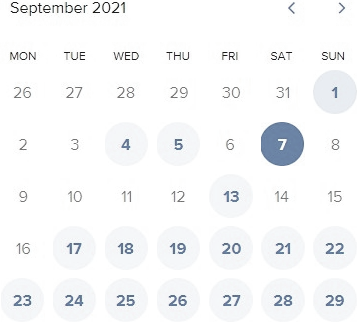 September 2021
MON TUE WED THU FRI SAT SUN
26 27 28 29 30 31 1
2 3 4 5 6 7 8
9 10 11 12 13 14 15
16 17 18 19 20 21 22
23 24 25 26 27 28 29